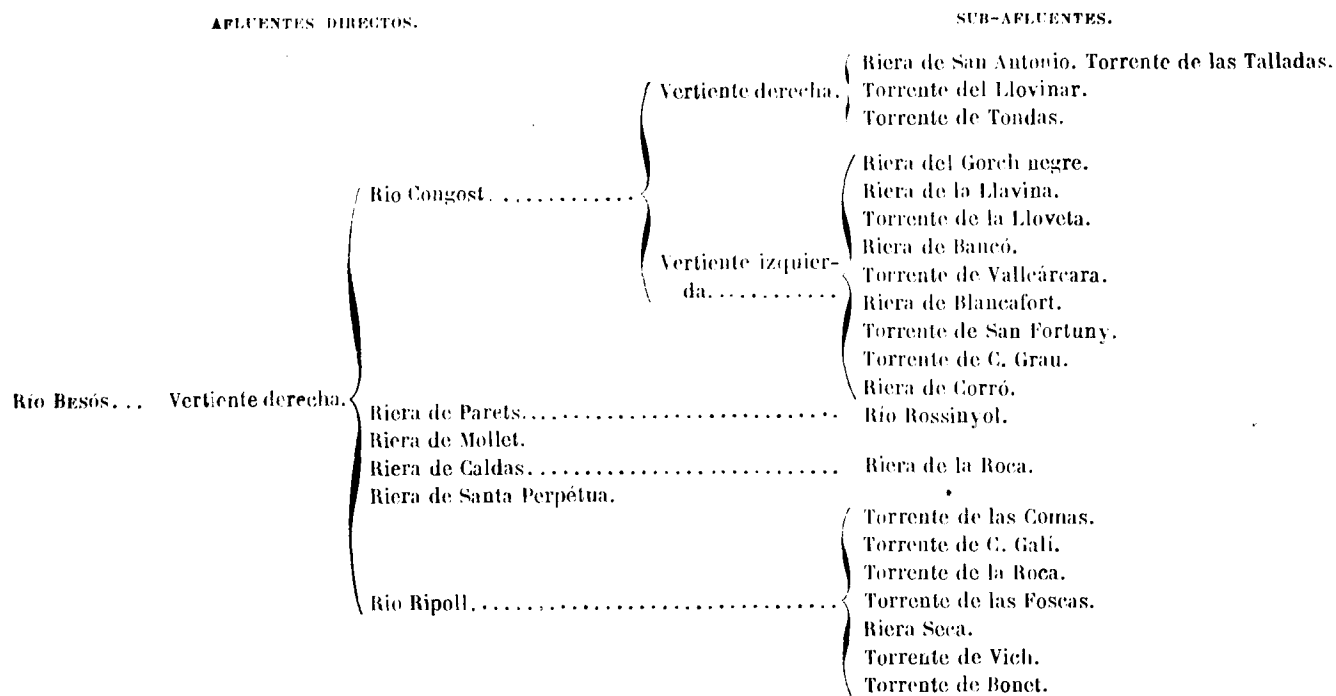 AFLUENTES DIRECTOS.
SUB-AFLUENTES.
Riera de San Antonio. Torrente de las Talladas.
Vertiente derecha.
Torrente del Llovinar.
Torrente de Tondas.
Riera del Gorch negre.
Río Congost.............
Riera de la Llavina.
Torrente de la Lloveta.
Riera de Bancó.
Vertiente izquier-
da............
Torrente de Vallcárcara.
Riera de Blancafort.
Torrente de San Fortuny.
Torrente de C. Grau.
Riera de Corró.
Río BESÓS... Vertiente derecha.
Riera de Parets............................. Río Rossinyol.
Riera de Mollet.
Riera de Caldas............................. Riera de la Roca.
Riera de Santa Perpétua.
Torrente de las Comas.
Torrente de C. Galí.
Torrente de la Roca.
Río Ripoll.................................. Torrente de las Foscas.
Riera Seca.
Torrente de Vich.
Torrente de Bonet.